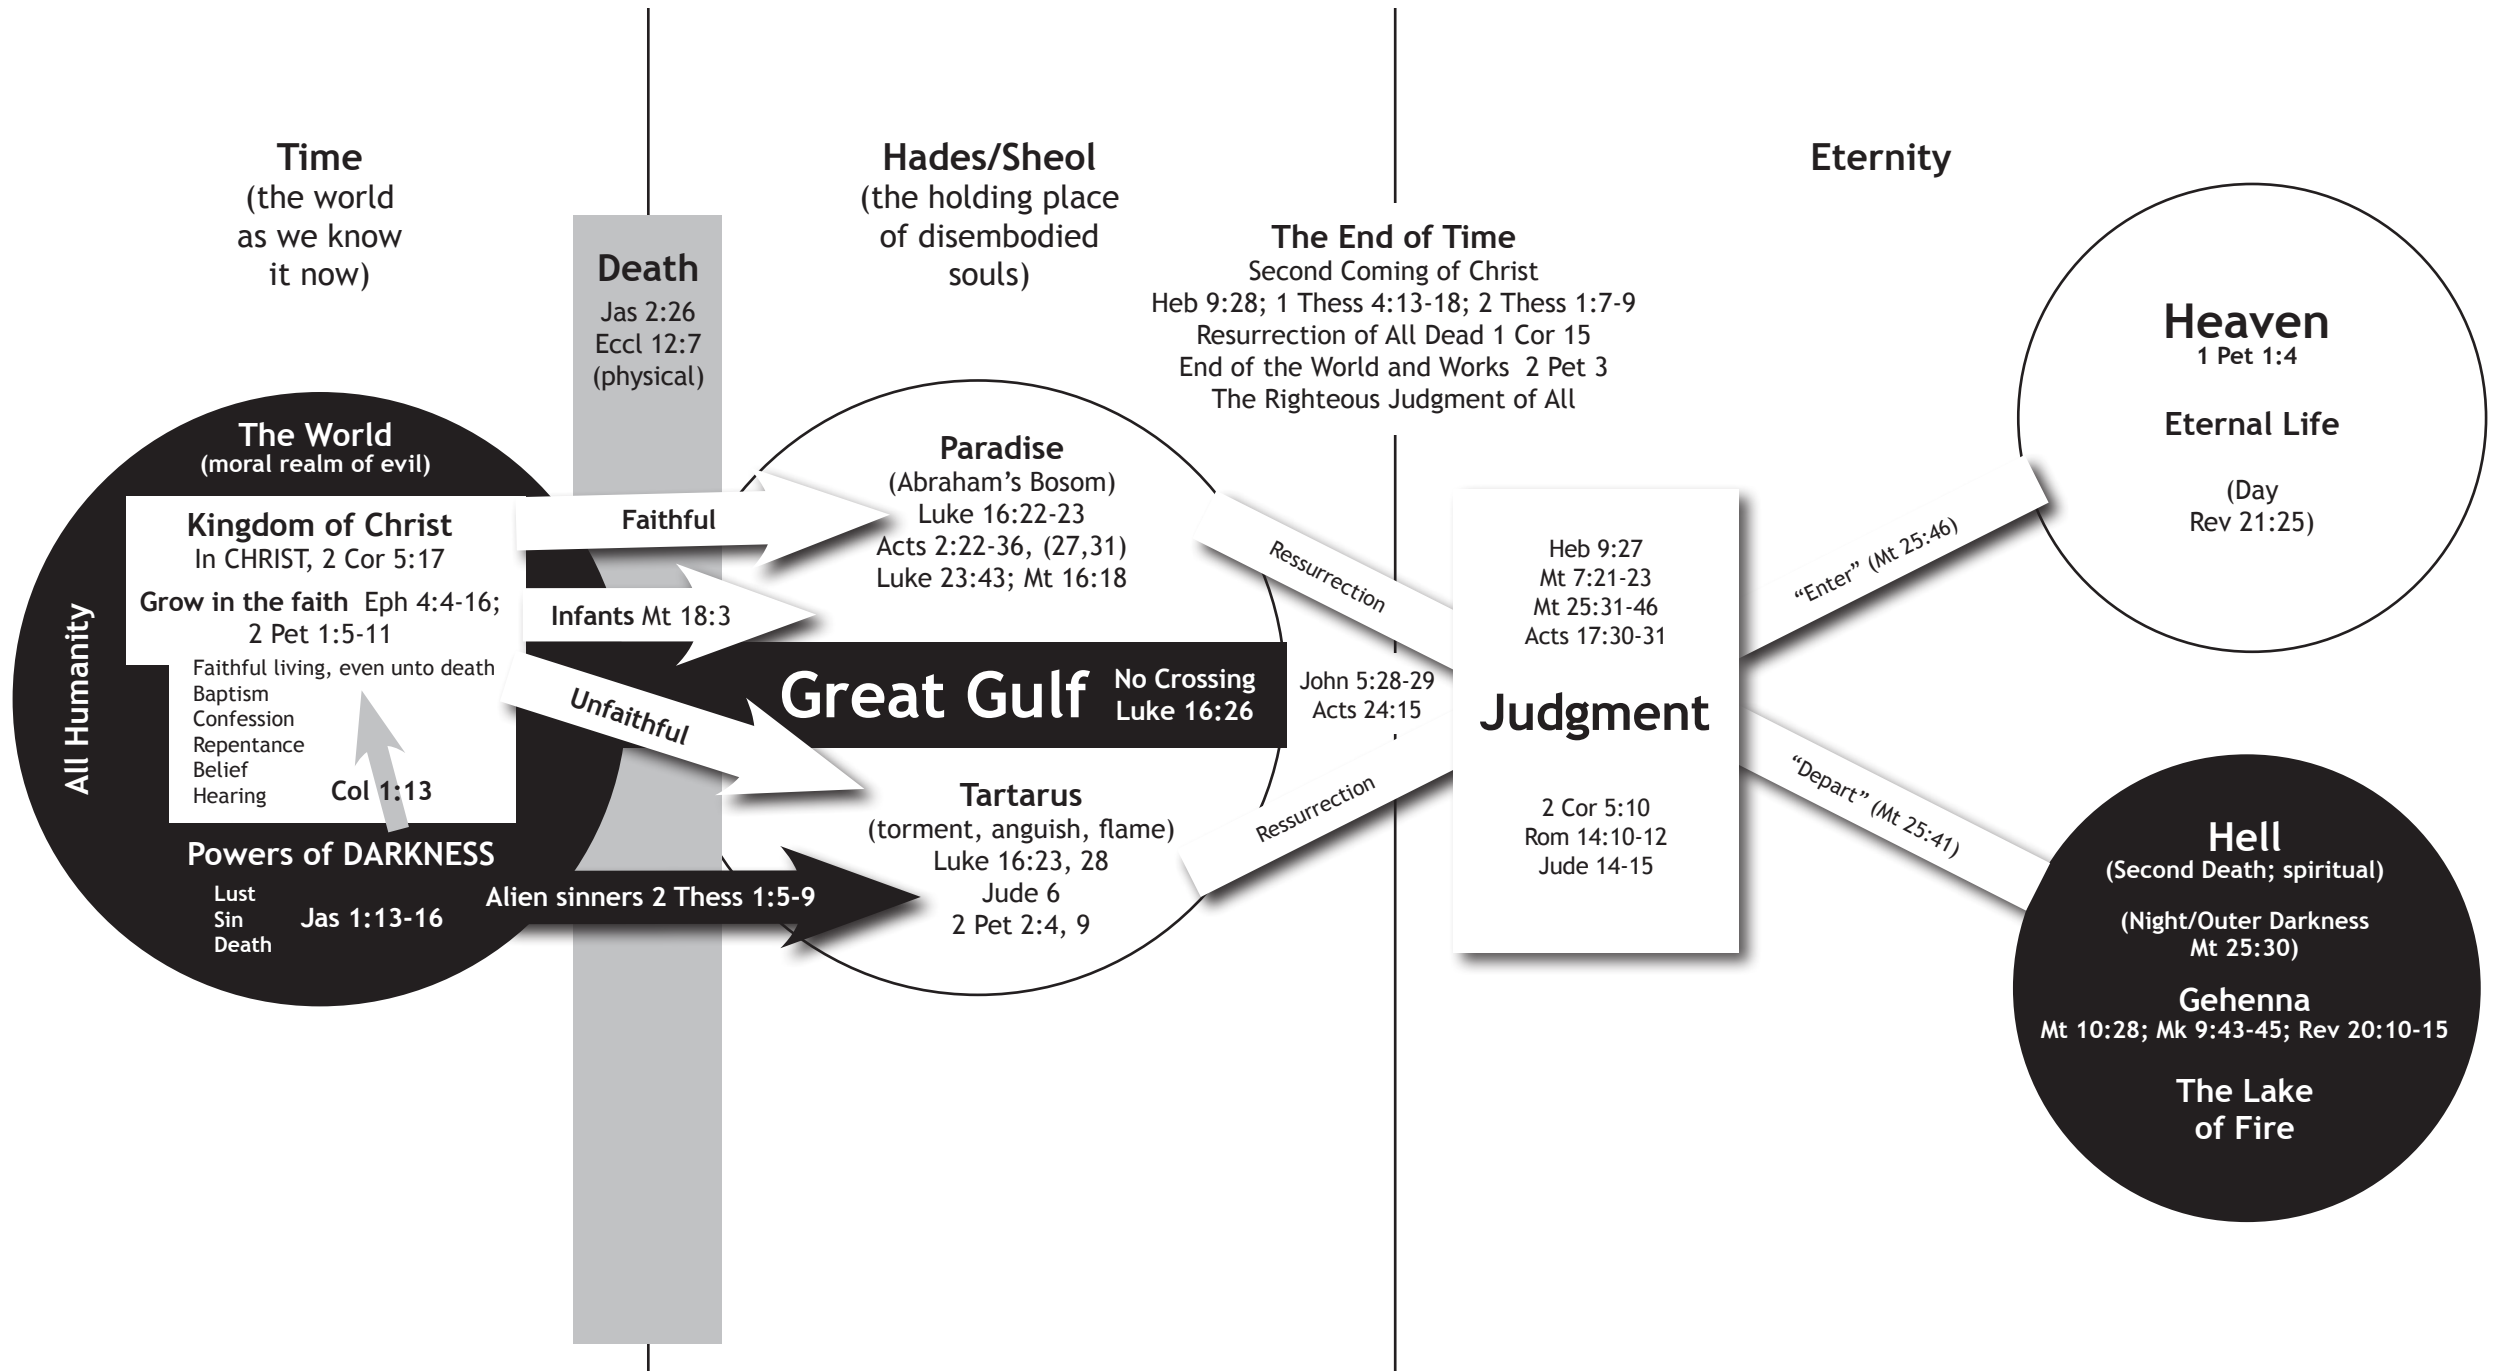 Time
(the world
as we know
it now)
Hades/Sheol
(the holding place
of disembodied
souls)
Eternity
Death
Jas 2:26
Eccl 12:7
(physical)
The End of Time
Second Coming of Christ
Heb 9:28; 1 Thess 4:13-18; 2 Thess 1:7-9
Resurrection of All Dead 1 Cor 15
End of the World and Works 2 Pet 3
The Righteous Judgment of All
All Humanity
The World
(moral realm of evil)
Kingdom of Christ
In CHRIST, 2 Cor 5:17
Grow in the faith Eph 4:4-16;
2 Pet 1:5-11
Faithful living, even unto death
Baptism
Confession
Repentance
Belief
Hearing
Col 1:13
Powers of DARKNESS
Lust
Sin
Death
Jas 1:13-16
Faithful
Infants Mt 18:3
Unfaithful
Alien sinners 2 Thess 1:5-9
Paradise
(Abraham’s Bosom)
Luke 16:22-23
Acts 2:22-36, (27,31)
Luke 23:43; Mt 16:18
Great Gulf
No Crossing
Luke 16:26
Tartarus
(torment, anguish, flame)
Luke 16:23, 28
Jude 6
2 Pet 2:4, 9
Ressurrection
John 5:28-29
Acts 24:15
Ressurrection
Heb 9:27
Mt 7:21-23
Mt 25:31-46
Acts 17:30-31
Judgment
2 Cor 5:10
Rom 14:10-12
Jude 14-15
“Enter” (Mt 25:46)
“Depart” (Mt 25:41)
Heaven
1 Pet 1:4
Eternal Life
(Day
Rev 21:25)
Hell
(Second Death; spiritual)
(Night/Outer Darkness
Mt 25:30)
Gehenna
Mt 10:28; Mk 9:43-45; Rev 20:10-15
The Lake
of Fire